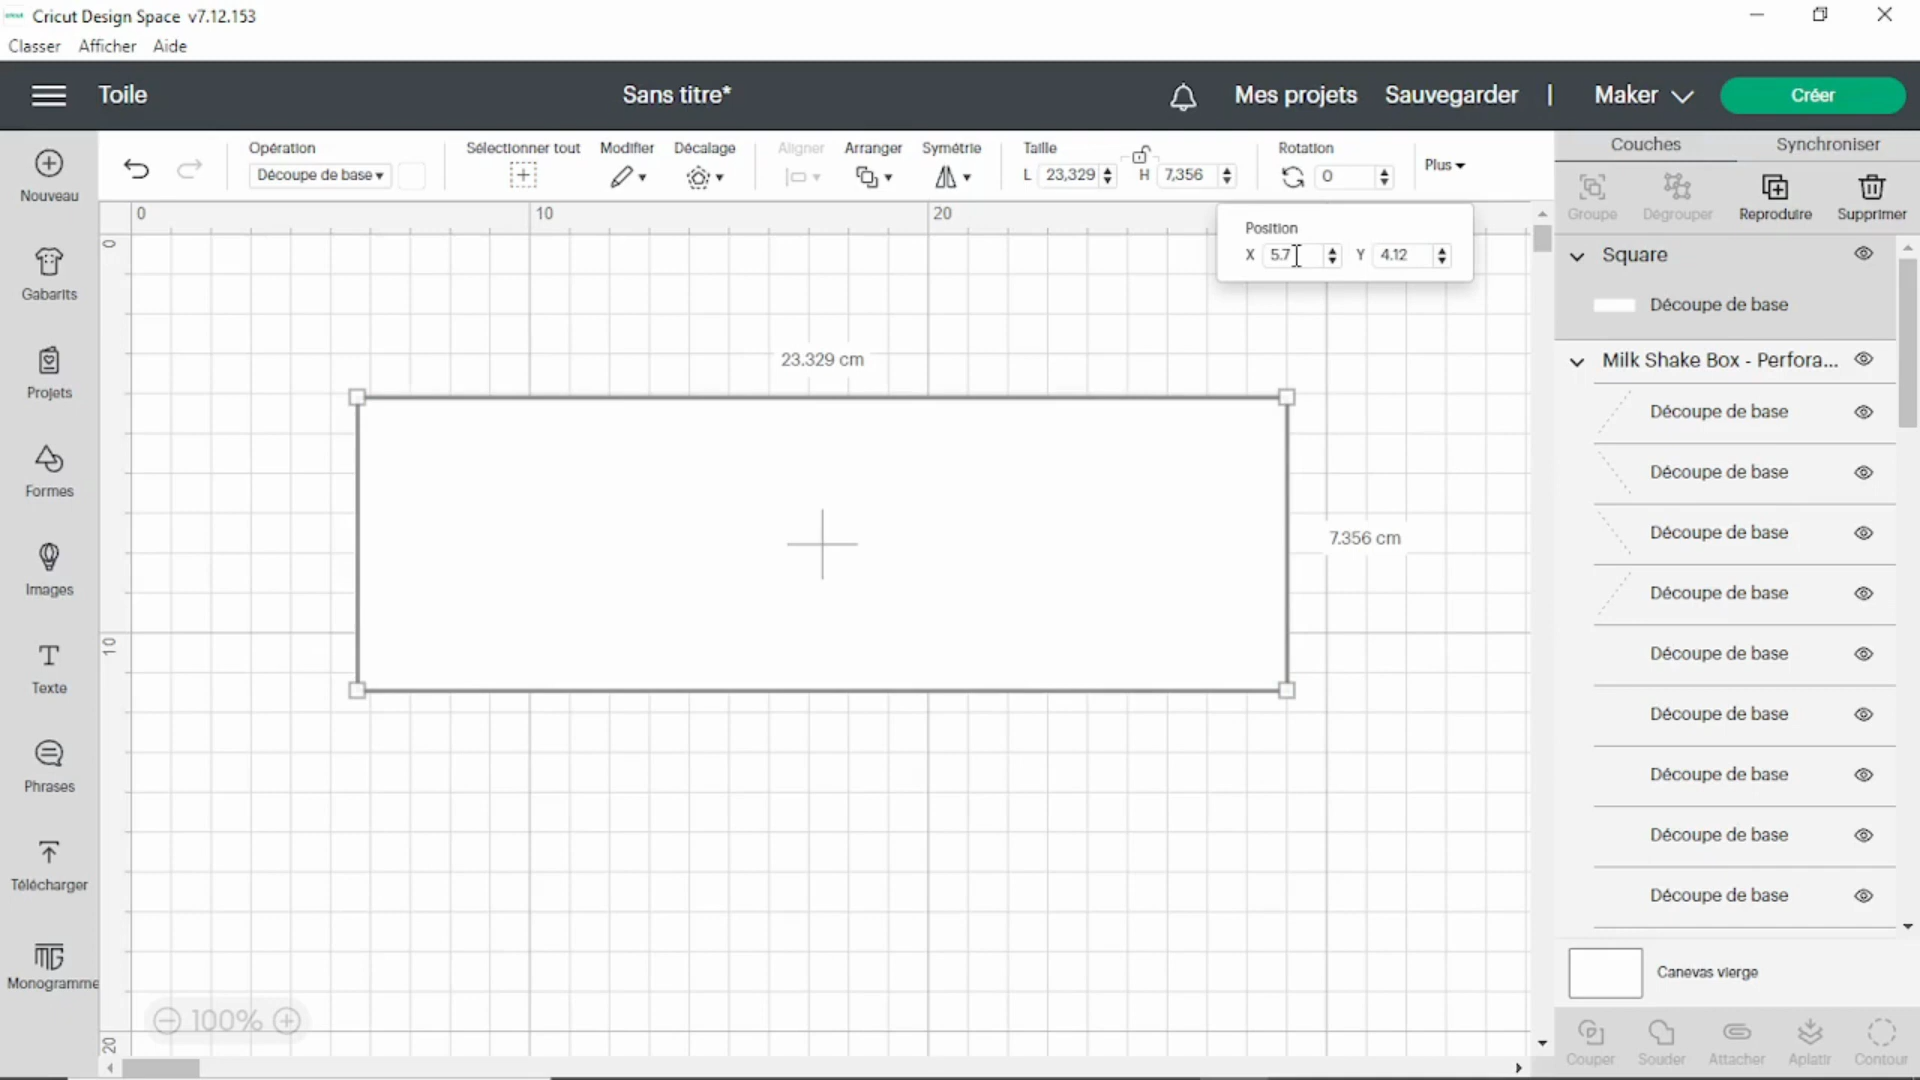 cricut Cricut Design Space v7.12.153
Classer Afficher Aide
Toile Sans titre* Mes projets Sauvegarder | Maker Créer
Opération Sélectionner tout Modifier Décalage Aligner Arranger Symétrie Taille Rotation
Découpe de base L 23,329 H 7,356 0 Plus
Couches Synchroniser
Groupe Dégrouper Reproduire Supprimer
Nouveau
Gabarits
Projets
Formes
Images
Texte
Phrases
Télécharger
Monogramme
0 10 20
0
10
20
Position
X 5.7 Y 4.12
23.329 cm
7.356 cm
100%
Square
Découpe de base
Milk Shake Box - Perfora...
Découpe de base
Découpe de base
Découpe de base
Découpe de base
Découpe de base
Découpe de base
Découpe de base
Découpe de base
Découpe de base
Canevas vierge
Couper Souder Attacher Aplatir Contour